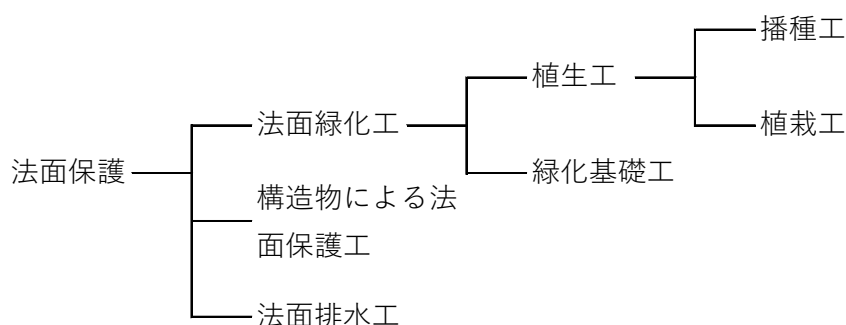 播種工
植生工
植栽工
法面緑化工
緑化基礎工
法面保護
構造物による法
面保護工
法面排水工